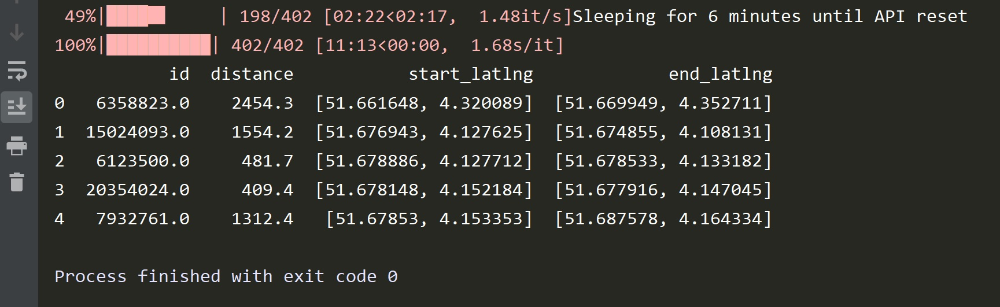 49%|█████▋    | 198/402 [02:22<02:17,  1.48it/s]Sleeping for 6 minutes until API reset
100%|██████████| 402/402 [11:13<00:00,  1.68s/it]
           id  distance           start_latlng             end_latlng
0   6358823.0    2454.3  [51.661648, 4.320089]  [51.669949, 4.352711]
1  15024093.0    1554.2  [51.676943, 4.127625]  [51.674855, 4.108131]
2   6123500.0     481.7  [51.678886, 4.127712]  [51.678533, 4.133182]
3  20354024.0     409.4  [51.678148, 4.152184]  [51.677916, 4.147045]
4   7932761.0    1312.4   [51.67853, 4.153353]  [51.687578, 4.164334]
Process finished with exit code 0